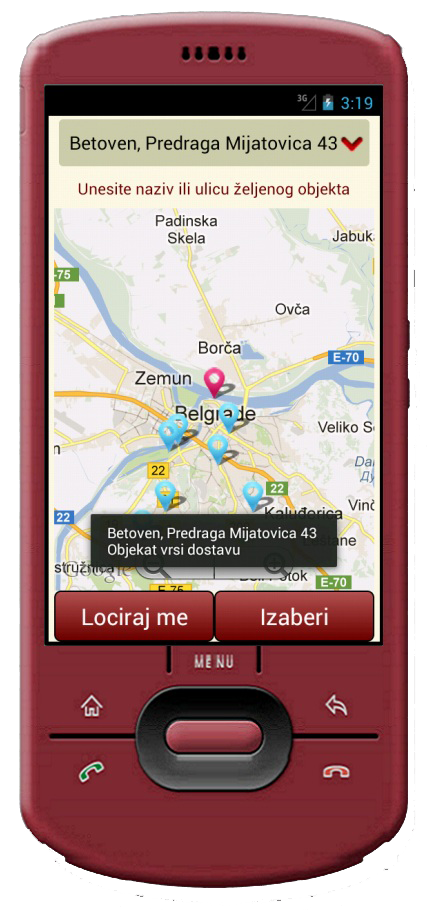 3G
3:19
Betoven, Predraga Mijatovica 43
Unesite naziv ili ulicu željenog objekta
Padinska
Skela
Jabuk
-75
Ovča
Borča
E-70
Zemun
Belgrade
Veliko S
22
22
Vinč
Kaluđerica
22
Betoven, Predraga Mijatovica 43
Objekat vrsi dostavu
stružnica
E-75
E-70
Lociraj me
Izaberi
MENU